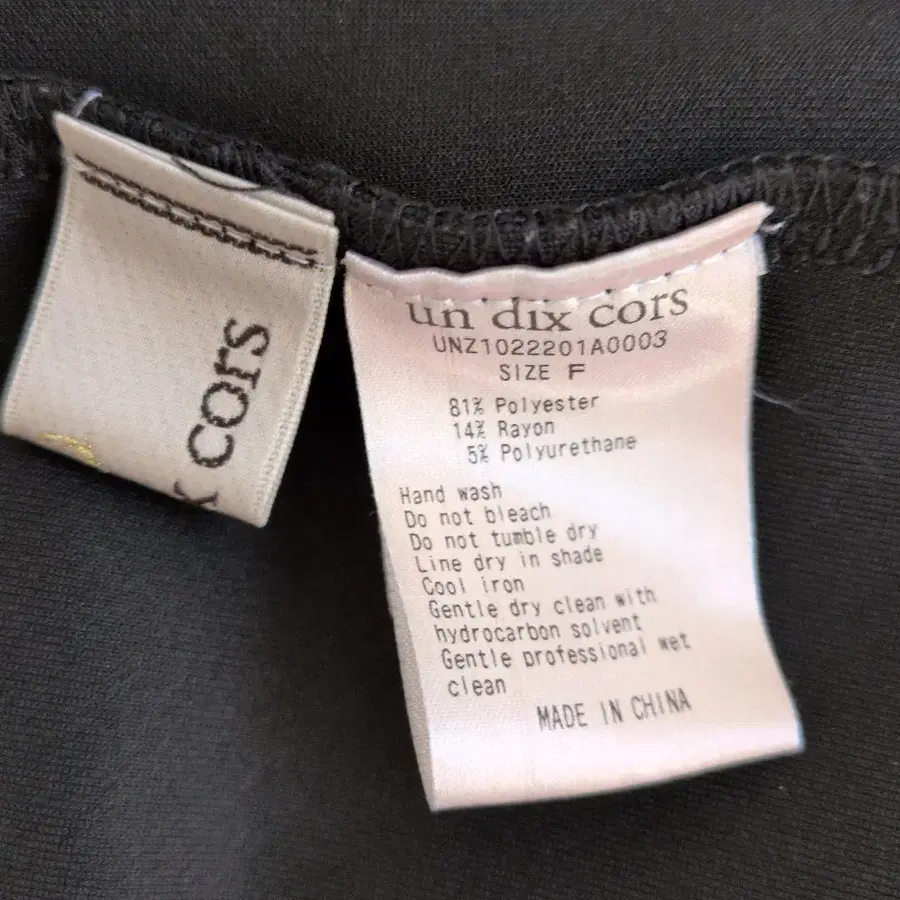 x cors
un dix cors
UNZ1022201A0003
SIZE F
81% Polyester
14% Rayon
5% Polyurethane
Hand wash
Do not bleach
Do not tumble dry
Line dry in shade
Cool iron
Gentle dry clean with
hydrocarbon solvent
Gentle professional wet
clean
MADE IN CHINA